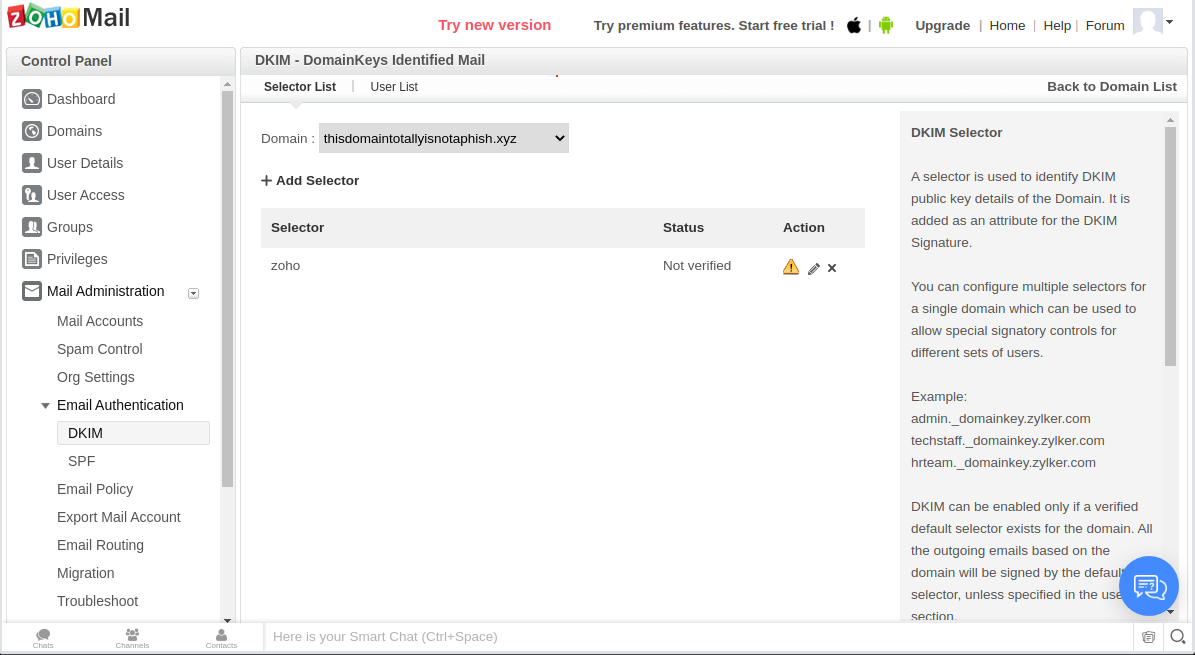 ZOHO Mail
Try new version
Try premium features. Start free trial ! | Upgrade | Home | Help | Forum
Control Panel
Dashboard
Domains
User Details
User Access
Groups
Privileges
Mail Administration
Mail Accounts
Spam Control
Org Settings
Email Authentication
DKIM
SPF
Email Policy
Export Mail Account
Email Routing
Migration
Troubleshoot
DKIM - DomainKeys Identified Mail
Selector List | User List
Back to Domain List
Domain : thisdomaintotallyisnotaphish.xyz
+ Add Selector
Selector Status Action
zoho Not verified
DKIM Selector
A selector is used to identify DKIM
public key details of the Domain. It is
added as an attribute for the DKIM
Signature.
You can configure multiple selectors for
a single domain which can be used to
allow special signatory controls for
different sets of users.
Example:
admin._domainkey.zylker.com
techstaff._domainkey.zylker.com
hrteam._domainkey.zylker.com
DKIM can be enabled only if a verified
default selector exists for the domain. All
the outgoing emails based on the
domain will be signed by the default
selector, unless specified in the use
section.
Chats
Channels
Contacts
Here is your Smart Chat (Ctrl+Space)